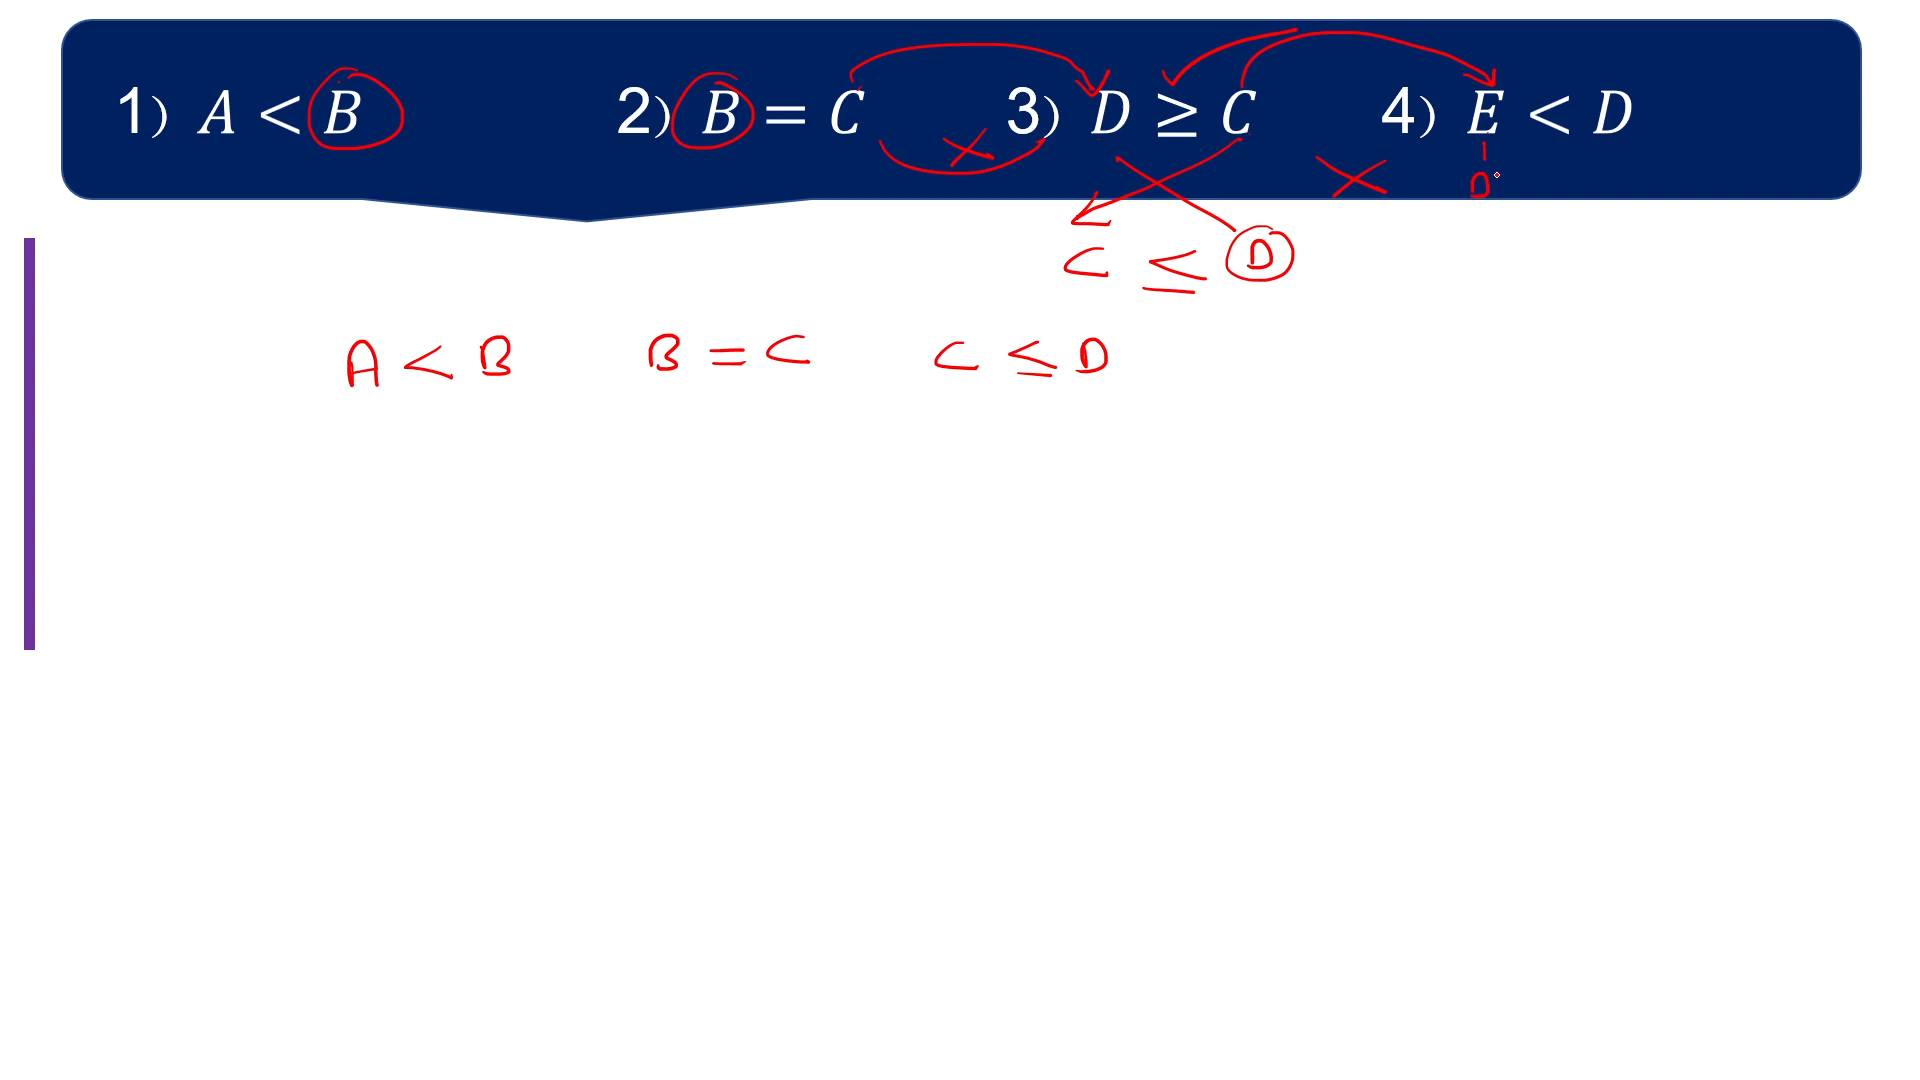 1) A < B 2) B = C 3) D ≥ C 4) E < D
D
C ≤ D
A < B B = C C ≤ D